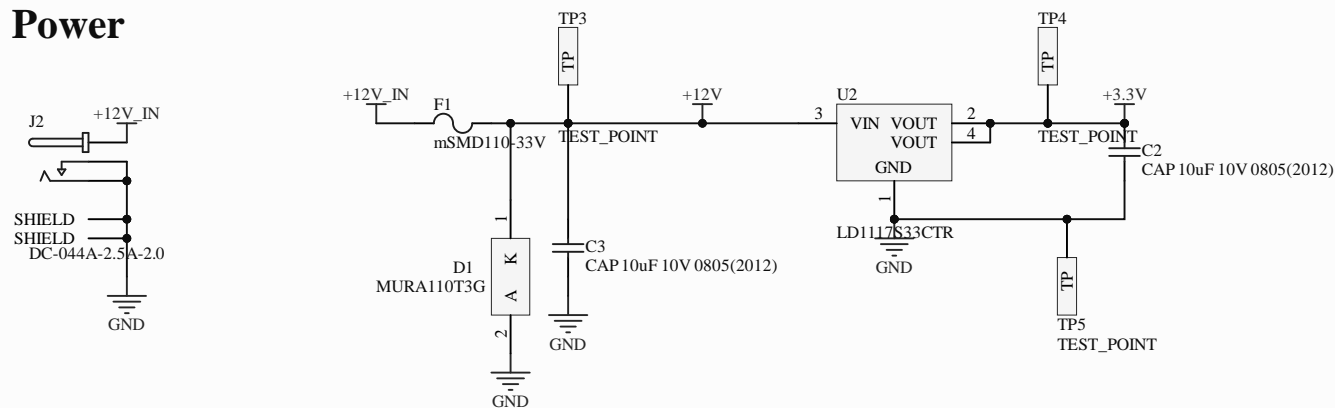 Power
TP3
TP
TEST_POINT
TP4
TP
TEST_POINT
J2
+12V_IN
SHIELD
SHIELD
DC-044A-2.5A-2.0
GND
+12V_IN
F1
mSMD110-33V
+12V
1
D1
MURA110T3G
K
A
2
GND
C3
CAP 10uF 10V 0805(2012)
GND
U2
3
VIN VOUT
VOUT
GND
2
4
1
LD1117S33CTR
GND
+3.3V
C2
CAP 10uF 10V 0805(2012)
TP
TP5
TEST_POINT